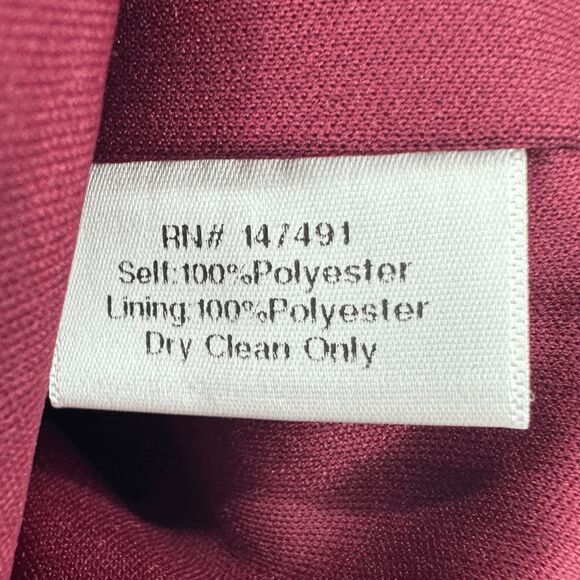 RN# 147491
Self:100%Polyester
Lining:100%Polyester
Dry Clean Only